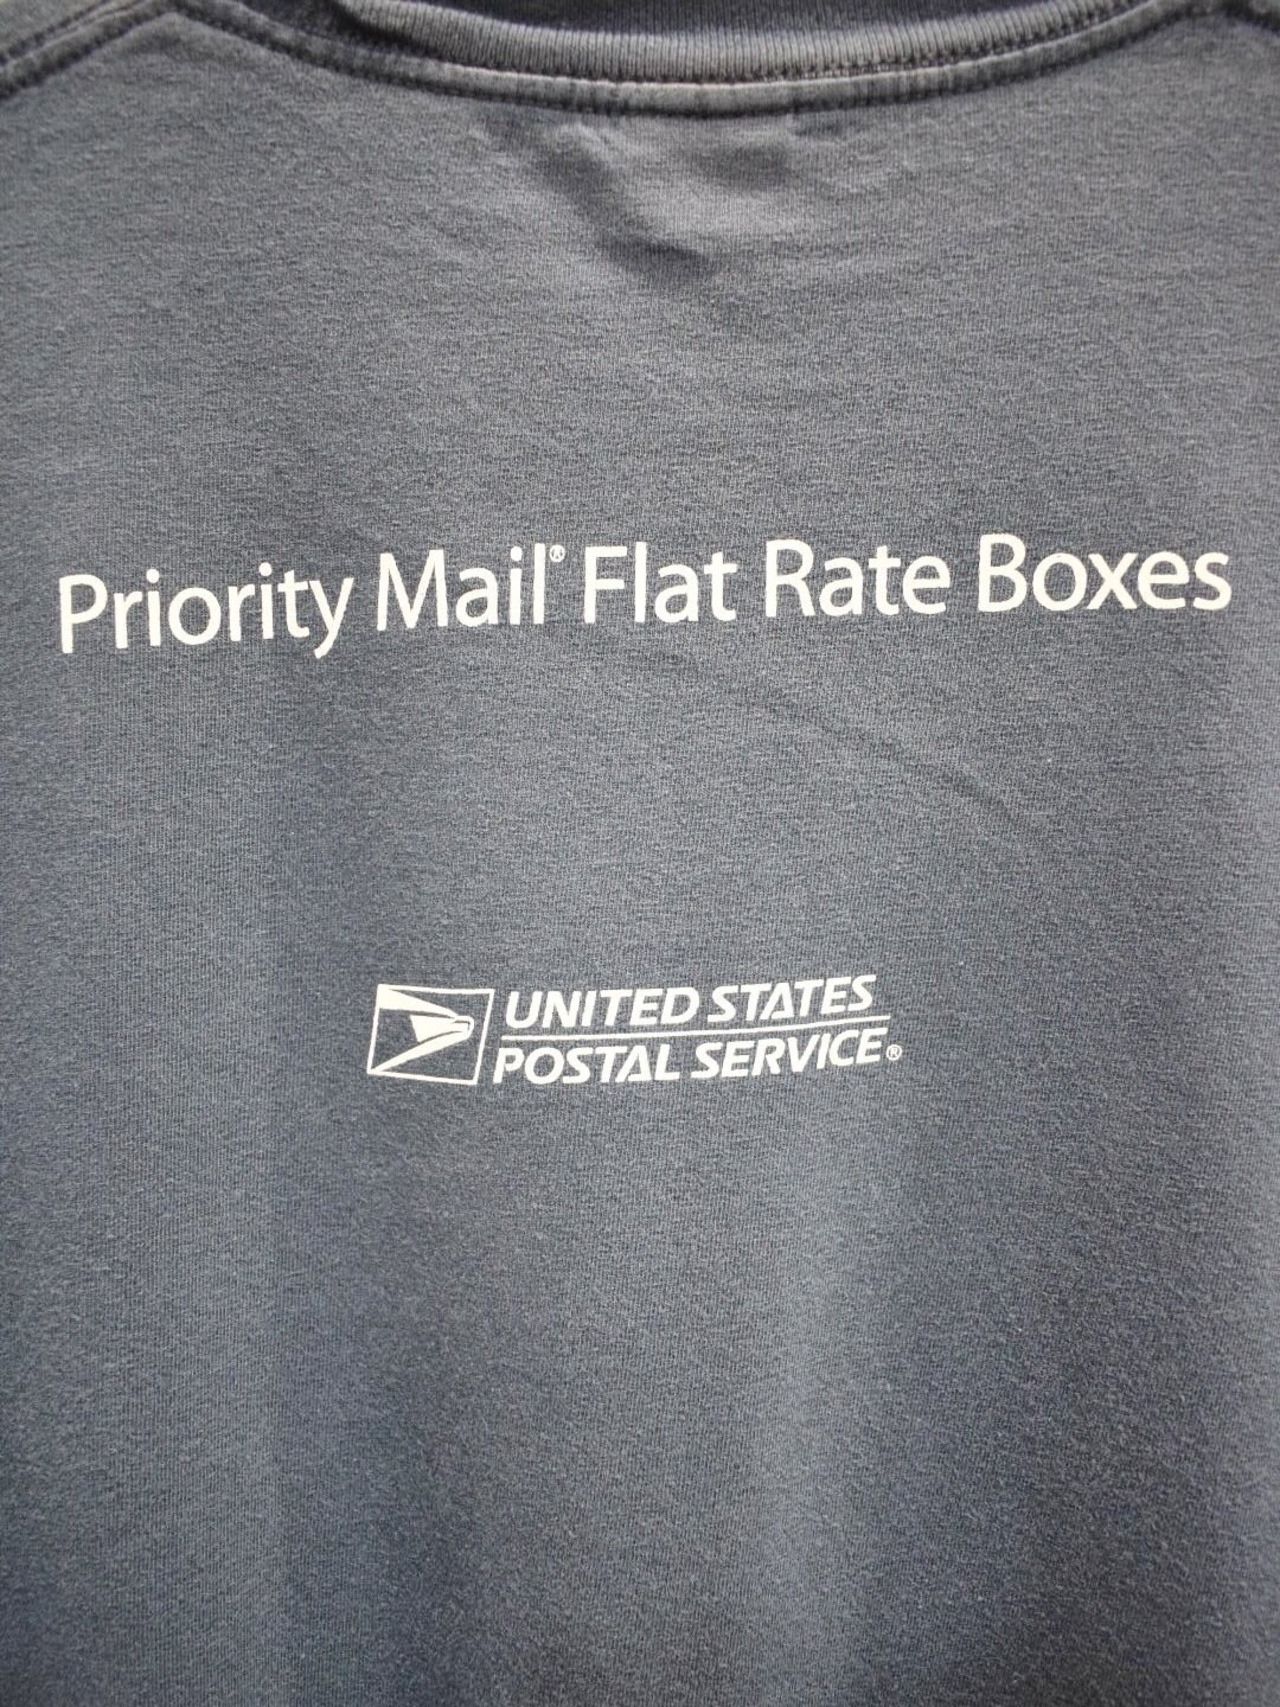 Priority Mail® Flat Rate Boxes
UNITED STATES
POSTAL SERVICE®